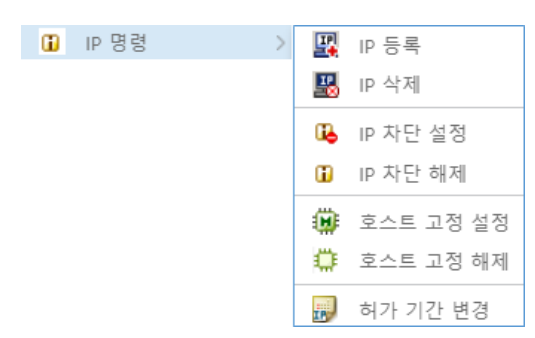 IP 명령
IP 등록
IP 삭제
IP 차단 설정
IP 차단 해제
호스트 고정 설정
호스트 고정 해제
허가 기간 변경